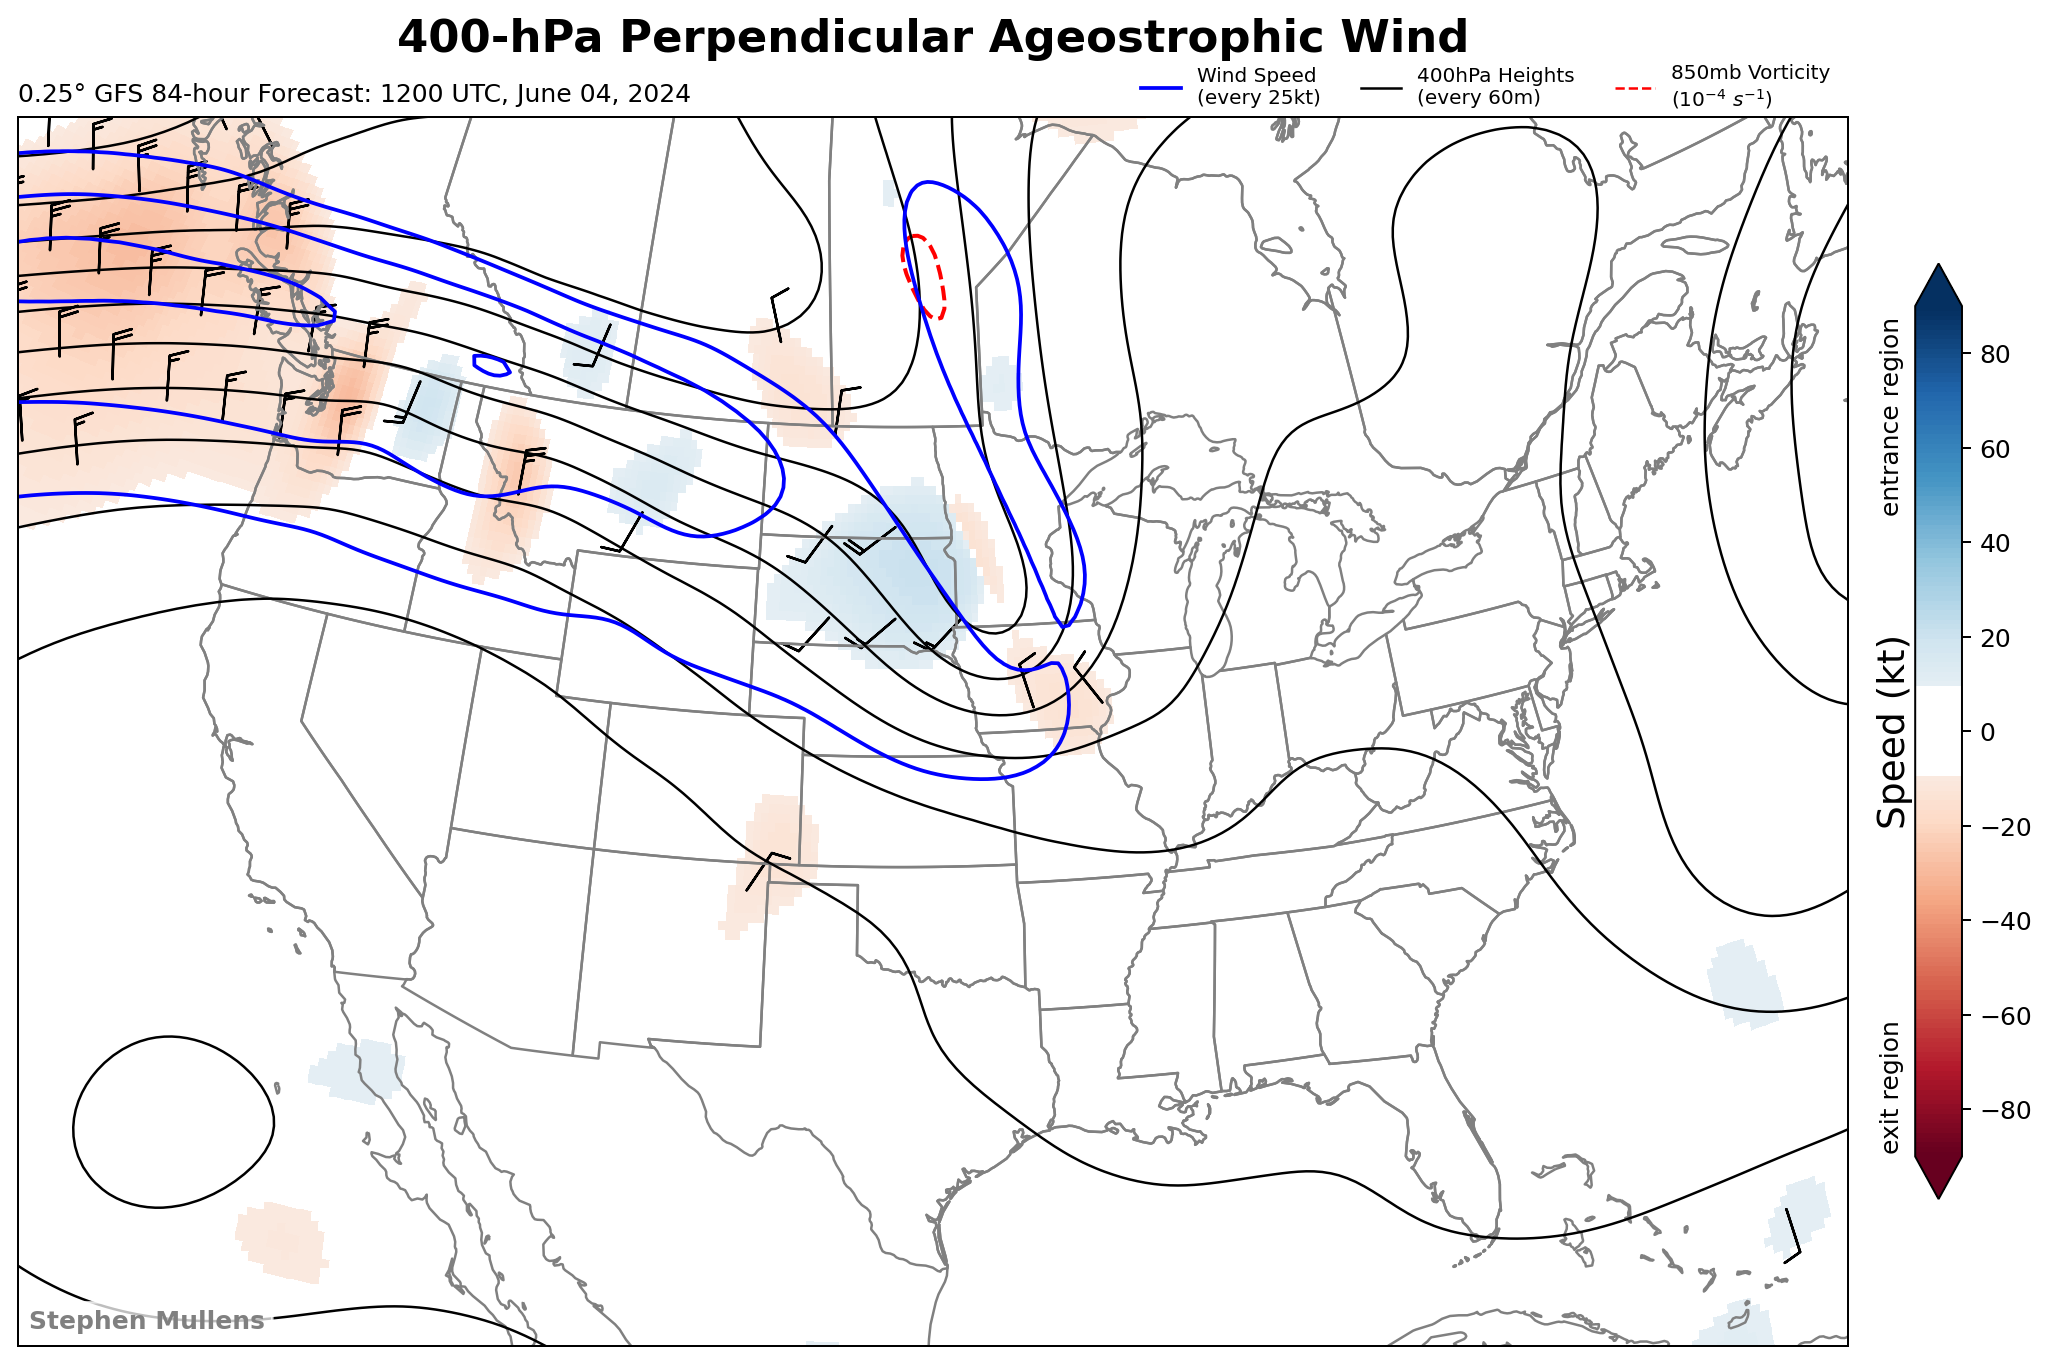 400-hPa Perpendicular Ageostrophic Wind
0.25° GFS 84-hour Forecast: 1200 UTC, June 04, 2024
Wind Speed
(every 25kt)
400hPa Heights
(every 60m)
850mb Vorticity
(10⁻⁴ s⁻¹)
entrance region
Speed (kt)
exit region
80
60
40
20
0
−20
−40
−60
−80
Stephen Mullens